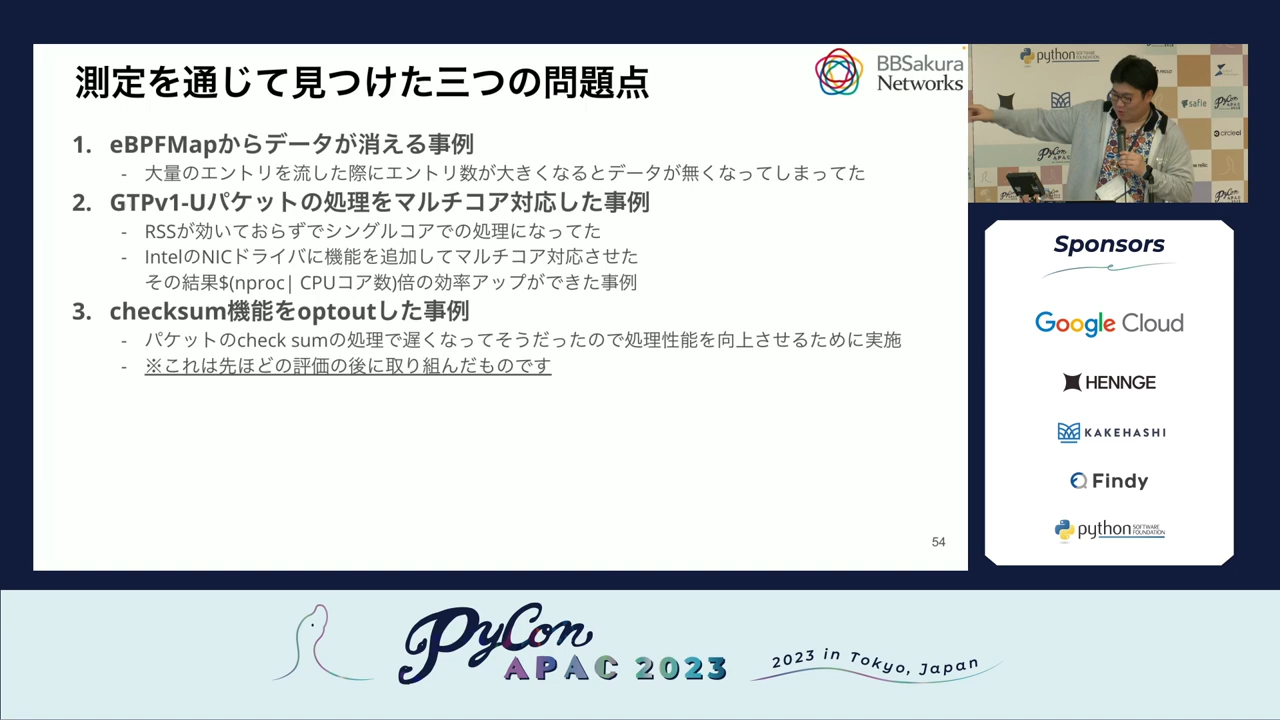 測定を通じて見つけた三つの問題点
BBSakura
Networks
1. eBPFMapからデータが消える事例
- 大量のエントリを流した際にエントリ数が大きくなるとデータが無くなってしまってた
2. GTPv1-Uパケットの処理をマルチコア対応した事例
- RSSが効いておらずでシングルコアでの処理になってた
- IntelのNICドライバに機能を追加してマルチコア対応させた
その結果$(nproc| CPUコア数)倍の効率アップができた事例
3. checksum機能をoptoutした事例
- パケットのcheck sumの処理で遅くなってそうだったので処理性能を向上させるために実施
- ※これは先ほどの評価の後に取り組んだものです
54
python
safie
PyCon
APAC
Sponsors
Google Cloud
HENNGE
KAKEHASHI
Findy
python SOFTWARE FOUNDATION
PyCon
APAC 2023
2023 in Tokyo, Japan